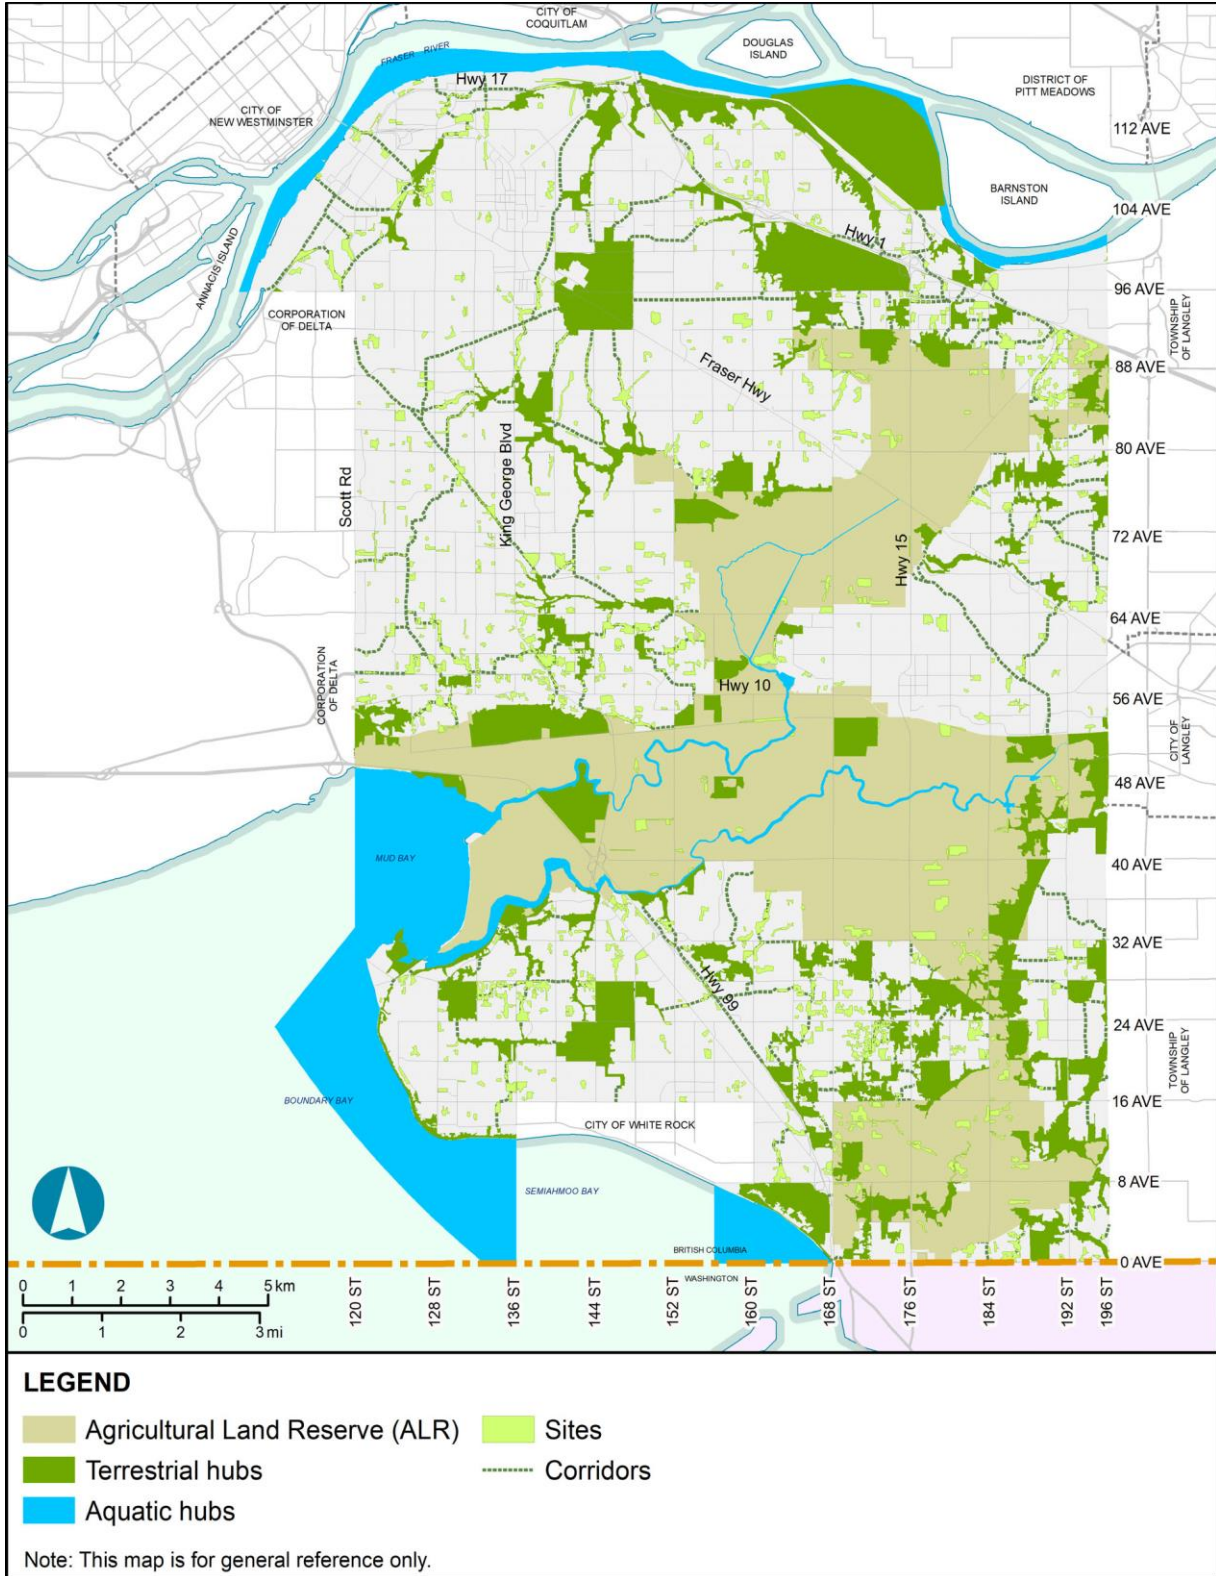 CITY OF
COQUITLAM
DOUGLAS
ISLAND
FRASER RIVER
Hwy 17
DISTRICT OF
PITT MEADOWS
CITY OF
NEW WESTMINSTER
112 AVE
BARNSTON
ISLAND
104 AVE
Hwy 1
ANNACIS ISLAND
96 AVE
CORPORATION
OF DELTA
TOWNSHIP
OF LANGLEY
88 AVE
Fraser Hwy
80 AVE
King George Blvd
Scott Rd
72 AVE
Hwy 15
64 AVE
CORPORATION
OF DELTA
Hwy 10
56 AVE
CITY OF
LANGLEY
48 AVE
MUD BAY
40 AVE
32 AVE
Hwy 99
24 AVE
TOWNSHIP
OF LANGLEY
BOUNDARY BAY
16 AVE
CITY OF WHITE ROCK
8 AVE
SEMIAHMOO BAY
BRITISH COLUMBIA
0 AVE
WASHINGTON
0 1 2 3 4 5 km
0 1 2 3 mi
120 ST
128 ST
136 ST
144 ST
152 ST
160 ST
168 ST
176 ST
184 ST
192 ST
196 ST
LEGEND
Agricultural Land Reserve (ALR)
Sites
Terrestrial hubs
Corridors
Aquatic hubs
Note: This map is for general reference only.